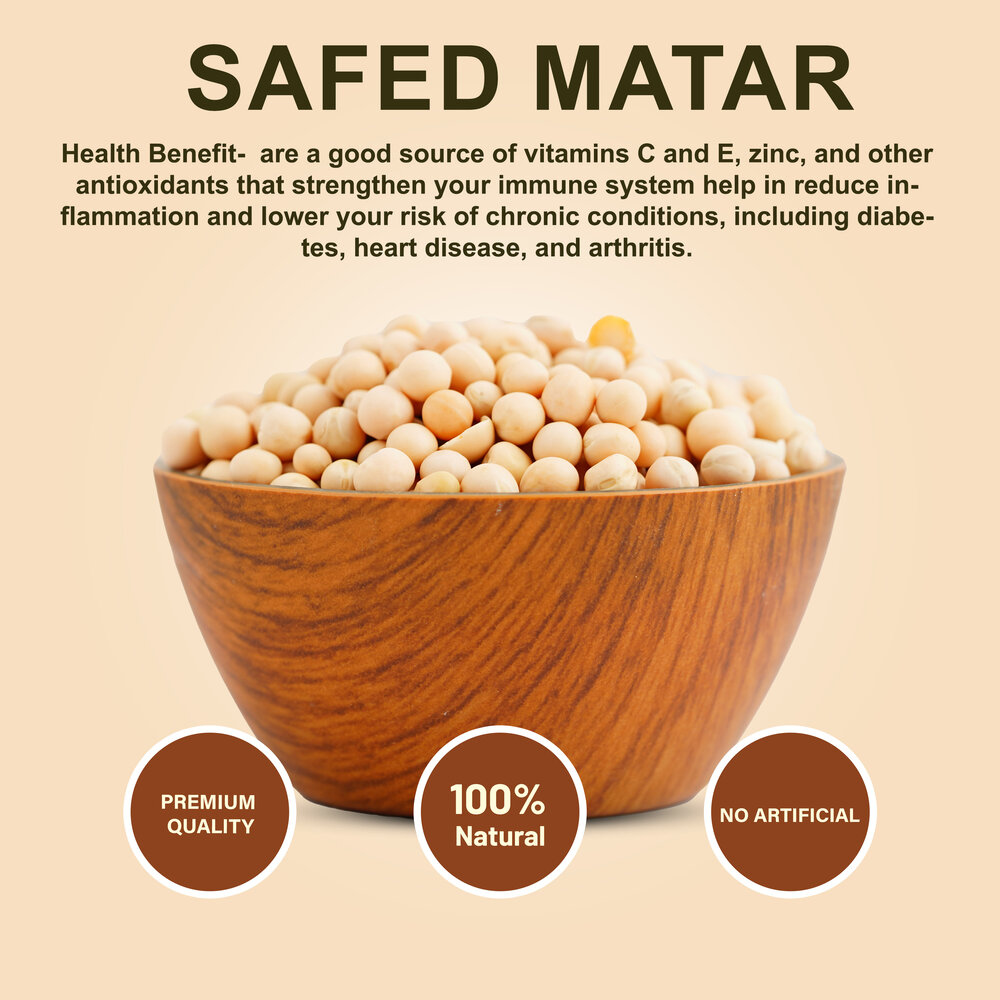 SAFED MATAR
Health Benefit-  are a good source of vitamins C and E, zinc, and other
antioxidants that strengthen your immune system help in reduce in-
flammation and lower your risk of chronic conditions, including diabe-
tes, heart disease, and arthritis.
PREMIUM
QUALITY
100%
Natural
NO ARTIFICIAL